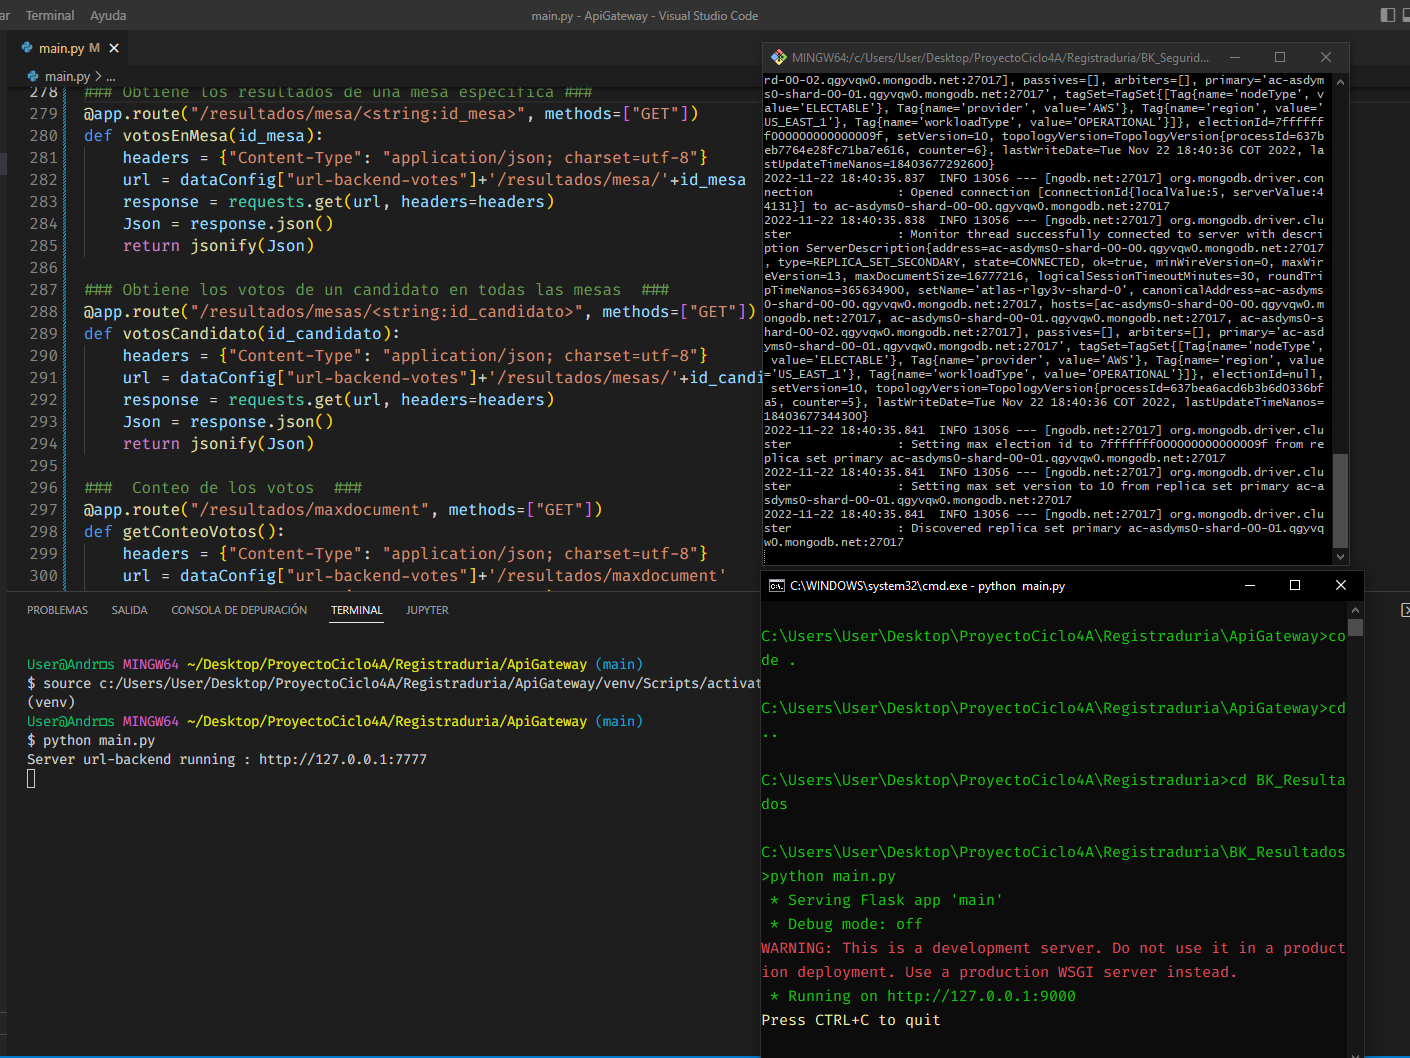 ar Terminal Ayuda
main.py - ApiGateway - Visual Studio Code
main.py M
main.py > ...
278 ### Obtiene los resultados de una mesa especifica ###
279 @app.route("/resultados/mesa/<string:id_mesa>", methods=["GET"])
280 def votosEnMesa(id_mesa):
281     headers = {"Content-Type": "application/json; charset=utf-8"}
282     url = dataConfig["url-backend-votes"]+'/resultados/mesa/'+id_mesa
283     response = requests.get(url, headers=headers)
284     Json = response.json()
285     return jsonify(Json)
286
287 ### Obtiene los votos de un candidato en todas las mesas  ###
288 @app.route("/resultados/mesas/<string:id_candidato>", methods=["GET"])
289 def votosCandidato(id_candidato):
290     headers = {"Content-Type": "application/json; charset=utf-8"}
291     url = dataConfig["url-backend-votes"]+'/resultados/mesas/'+id_candi
292     response = requests.get(url, headers=headers)
293     Json = response.json()
294     return jsonify(Json)
295
296 ###  Conteo de los votos  ###
297 @app.route("/resultados/maxdocument", methods=["GET"])
298 def getConteoVotos():
299     headers = {"Content-Type": "application/json; charset=utf-8"}
300     url = dataConfig["url-backend-votes"]+'/resultados/maxdocument'
PROBLEMAS SALIDA CONSOLA DE DEPURACIÓN TERMINAL JUPYTER
User@Andr□s MINGW64 ~/Desktop/ProyectoCiclo4A/Registraduria/ApiGateway (main)
$ source c:/Users/User/Desktop/ProyectoCiclo4A/Registraduria/ApiGateway/venv/Scripts/activat
(venv)
User@Andr□s MINGW64 ~/Desktop/ProyectoCiclo4A/Registraduria/ApiGateway (main)
$ python main.py
Server url-backend running : http://127.0.0.1:7777
MINGW64:/c/Users/User/Desktop/ProyectoCiclo4A/Registraduria/BK_Segurid...
rd-00-02.qgyvqw0.mongodb.net:27017], passives=[], arbiters=[], primary='ac-asdym
s0-shard-00-01.qgyvqw0.mongodb.net:27017', tagSet=TagSet{[Tag{name='nodeType', v
alue='ELECTABLE'}, Tag{name='provider', value='AWS'}, Tag{name='region', value='
US_EAST_1'}, Tag{name='workloadType', value='OPERATIONAL'}]}, electionId=7ffffff
f000000000000009f, setVersion=10, topologyVersion=TopologyVersion{processId=637b
eb7764e28fc71ba7e616, counter=6}, lastWriteDate=Tue Nov 22 18:40:36 COT 2022, la
stUpdateTimeNanos=18403677292600}
2022-11-22 18:40:35.837  INFO 13056 --- [ngodb.net:27017] org.mongodb.driver.con
nection            : Opened connection [connectionId{localValue:5, serverValue:4
4131}] to ac-asdyms0-shard-00-00.qgyvqw0.mongodb.net:27017
2022-11-22 18:40:35.838  INFO 13056 --- [ngodb.net:27017] org.mongodb.driver.clu
ster               : Monitor thread successfully connected to server with descri
ption ServerDescription{address=ac-asdyms0-shard-00-00.qgyvqw0.mongodb.net:27017
, type=REPLICA_SET_SECONDARY, state=CONNECTED, ok=true, minWireVersion=0, maxWir
eVersion=13, maxDocumentSize=16777216, logicalSessionTimeoutMinutes=30, roundTri
pTimeNanos=365634900, setName='atlas-rlgy3v-shard-0', canonicalAddress=ac-asdyms
0-shard-00-00.qgyvqw0.mongodb.net:27017, hosts=[ac-asdyms0-shard-00-00.qgyvqw0.m
ongodb.net:27017, ac-asdyms0-shard-00-01.qgyvqw0.mongodb.net:27017, ac-asdyms0-s
hard-00-02.qgyvqw0.mongodb.net:27017], passives=[], arbiters=[], primary='ac-asd
yms0-shard-00-01.qgyvqw0.mongodb.net:27017', tagSet=TagSet{[Tag{name='nodeType',
 value='ELECTABLE'}, Tag{name='provider', value='AWS'}, Tag{name='region', value
='US_EAST_1'}, Tag{name='workloadType', value='OPERATIONAL'}]}, electionId=null,
 setVersion=10, topologyVersion=TopologyVersion{processId=637bea6acd6b3b6d0336bf
a5, counter=5}, lastWriteDate=Tue Nov 22 18:40:36 COT 2022, lastUpdateTimeNanos=
18403677344300}
2022-11-22 18:40:35.841  INFO 13056 --- [ngodb.net:27017] org.mongodb.driver.clu
ster               : Setting max election id to 7fffffff000000000000009f from re
plica set primary ac-asdyms0-shard-00-01.qgyvqw0.mongodb.net:27017
2022-11-22 18:40:35.841  INFO 13056 --- [ngodb.net:27017] org.mongodb.driver.clu
ster               : Setting max set version to 10 from replica set primary ac-a
sdyms0-shard-00-01.qgyvqw0.mongodb.net:27017
2022-11-22 18:40:35.841  INFO 13056 --- [ngodb.net:27017] org.mongodb.driver.clu
ster               : Discovered replica set primary ac-asdyms0-shard-00-01.qgyvq
w0.mongodb.net:27017
C:\WINDOWS\system32\cmd.exe - python  main.py
C:\Users\User\Desktop\ProyectoCiclo4A\Registraduria\ApiGateway>co
de .
C:\Users\User\Desktop\ProyectoCiclo4A\Registraduria\ApiGateway>cd
..
C:\Users\User\Desktop\ProyectoCiclo4A\Registraduria>cd BK_Resulta
dos
C:\Users\User\Desktop\ProyectoCiclo4A\Registraduria\BK_Resultados
>python main.py
 * Serving Flask app 'main'
 * Debug mode: off
WARNING: This is a development server. Do not use it in a product
ion deployment. Use a production WSGI server instead.
 * Running on http://127.0.0.1:9000
Press CTRL+C to quit